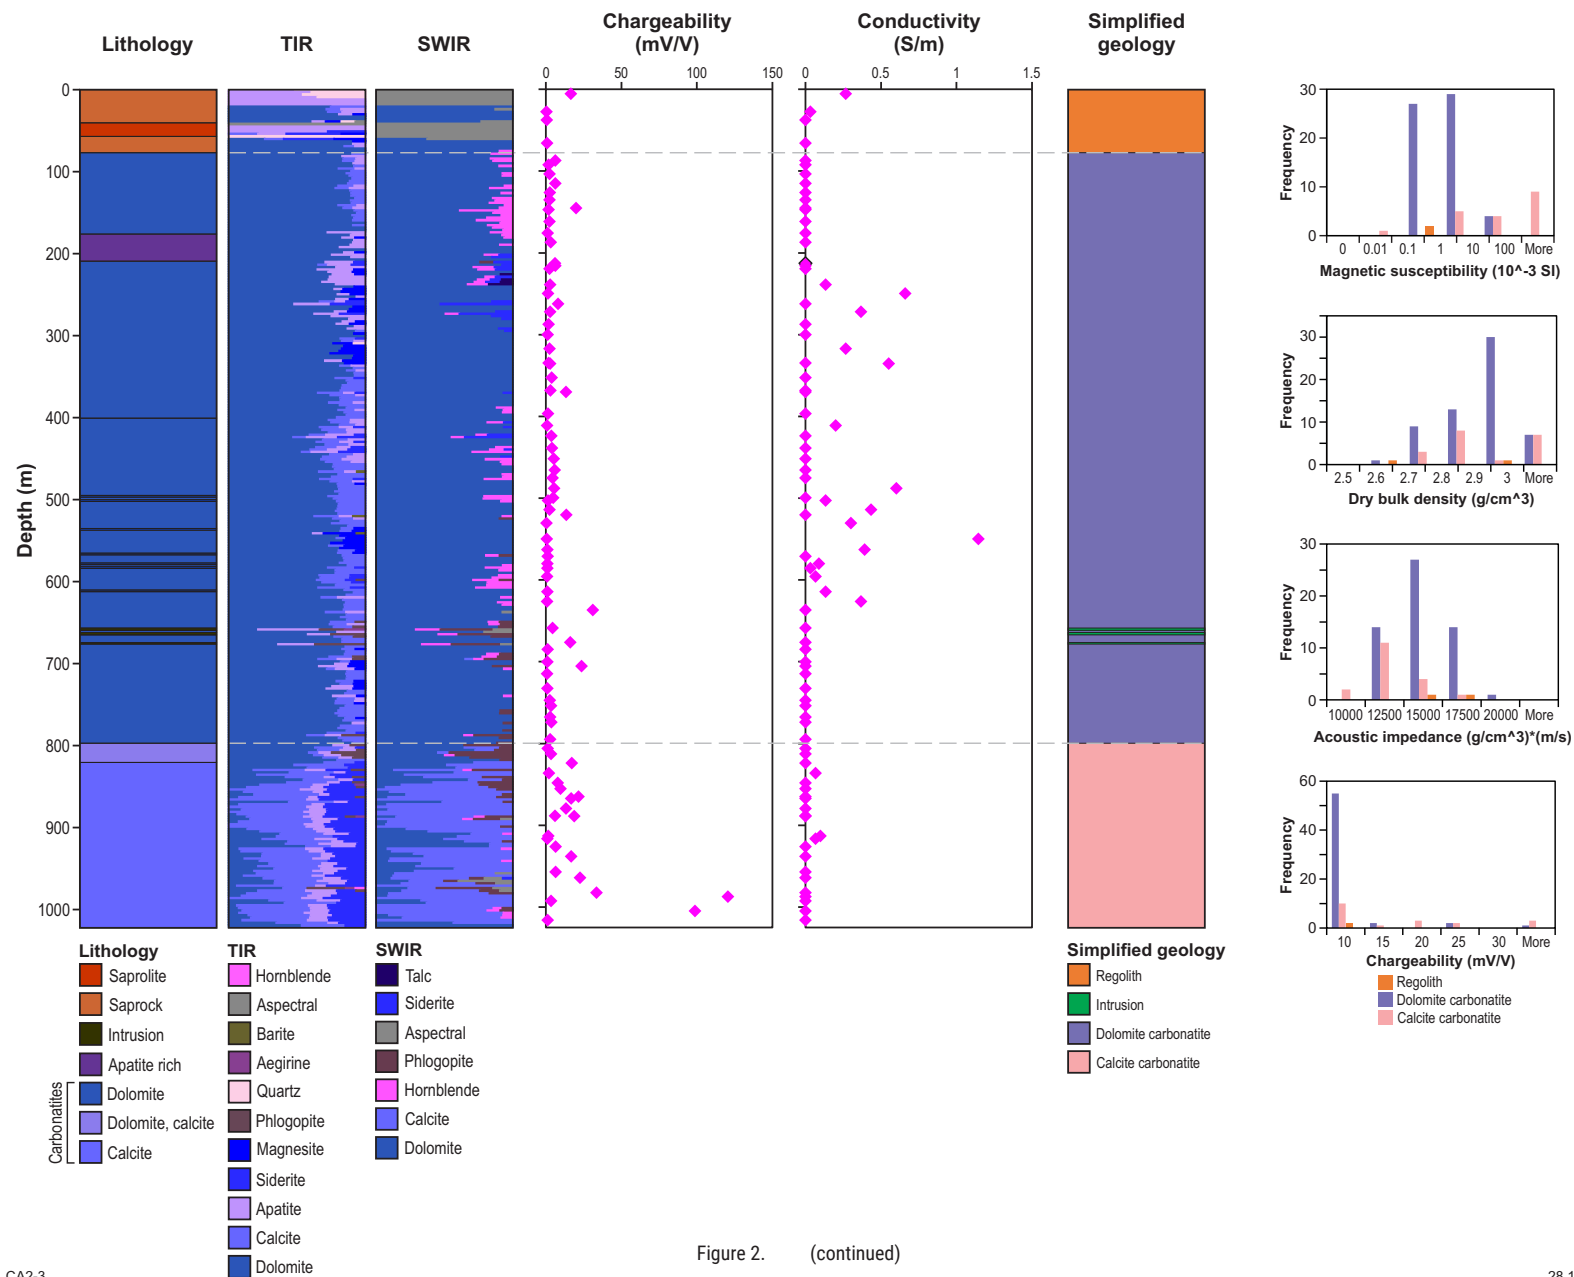 Lithology
TIR
SWIR
Chargeability
(mV/V)
Conductivity
(S/m)
Simplified
geology
0 50 100 150
0 0.5 1 1.5
Depth (m)
0
100
200
300
400
500
600
700
800
900
1000
Frequency
30
20
10
0
0 0.01 0.1 1 10 100 More
Magnetic susceptibility (10^-3 SI)
Frequency
30
20
10
0
2.5 2.6 2.7 2.8 2.9 3 More
Dry bulk density (g/cm^3)
Frequency
30
20
10
0
10000 12500 15000 17500 20000 More
Acoustic impedance (g/cm^3)*(m/s)
Frequency
60
40
20
0
10 15 20 25 30 More
Chargeability (mV/V)
Regolith
Dolomite carbonatite
Calcite carbonatite
Lithology
Saprolite
Saprock
Intrusion
Apatite rich
Carbonatites
Dolomite
Dolomite, calcite
Calcite
TIR
Hornblende
Aspectral
Barite
Aegirine
Quartz
Phlogopite
Magnesite
Siderite
Apatite
Calcite
Dolomite
SWIR
Talc
Siderite
Aspectral
Phlogopite
Hornblende
Calcite
Dolomite
Simplified geology
Regolith
Intrusion
Dolomite carbonatite
Calcite carbonatite
Figure 2. (continued)